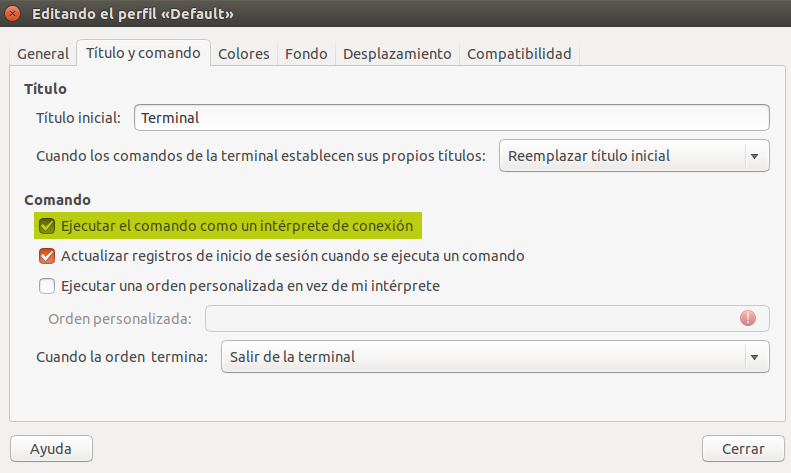 Editando el perfil «Default»
General Título y comando Colores Fondo Desplazamiento Compatibilidad
Título
Título inicial: Terminal
Cuando los comandos de la terminal establecen sus propios títulos: Reemplazar título inicial
Comando
Ejecutar el comando como un intérprete de conexión
Actualizar registros de inicio de sesión cuando se ejecuta un comando
Ejecutar una orden personalizada en vez de mi intérprete
Orden personalizada:
Cuando la orden termina: Salir de la terminal
Ayuda Cerrar